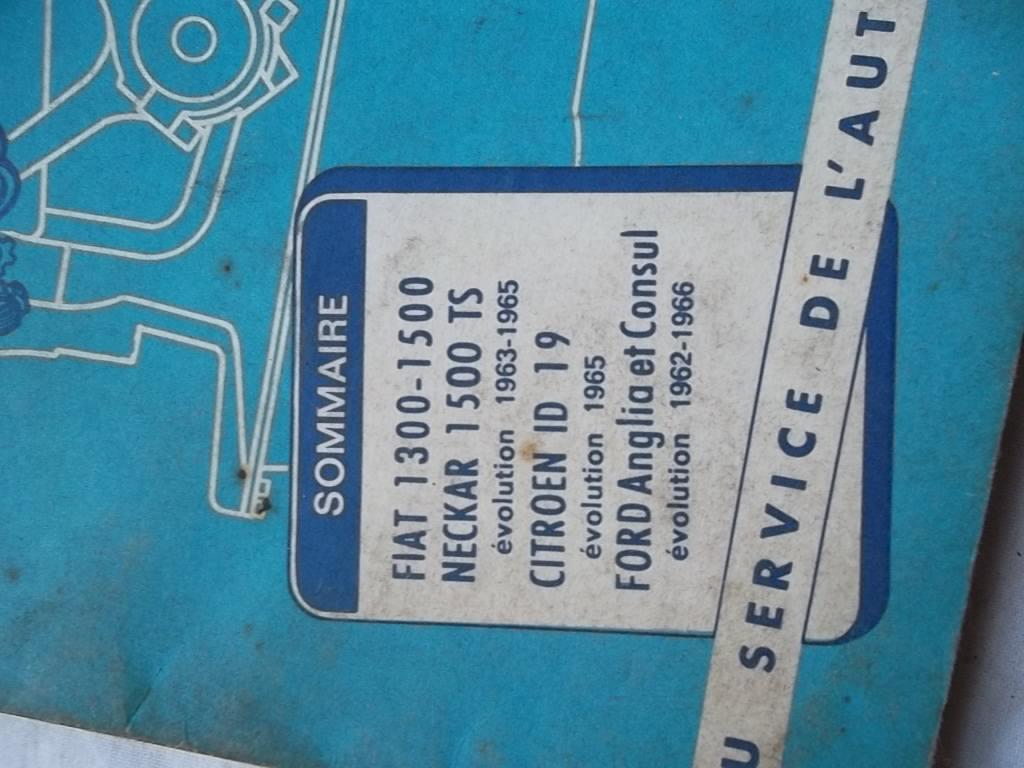 SOMMAIRE
FIAT 1300-1500
NECKAR 1500 TS
évolution 1963-1965
CITROEN ID 19
évolution 1965
FORD Anglia et Consul
évolution 1962-1966
U SERVICE DE L'AUT